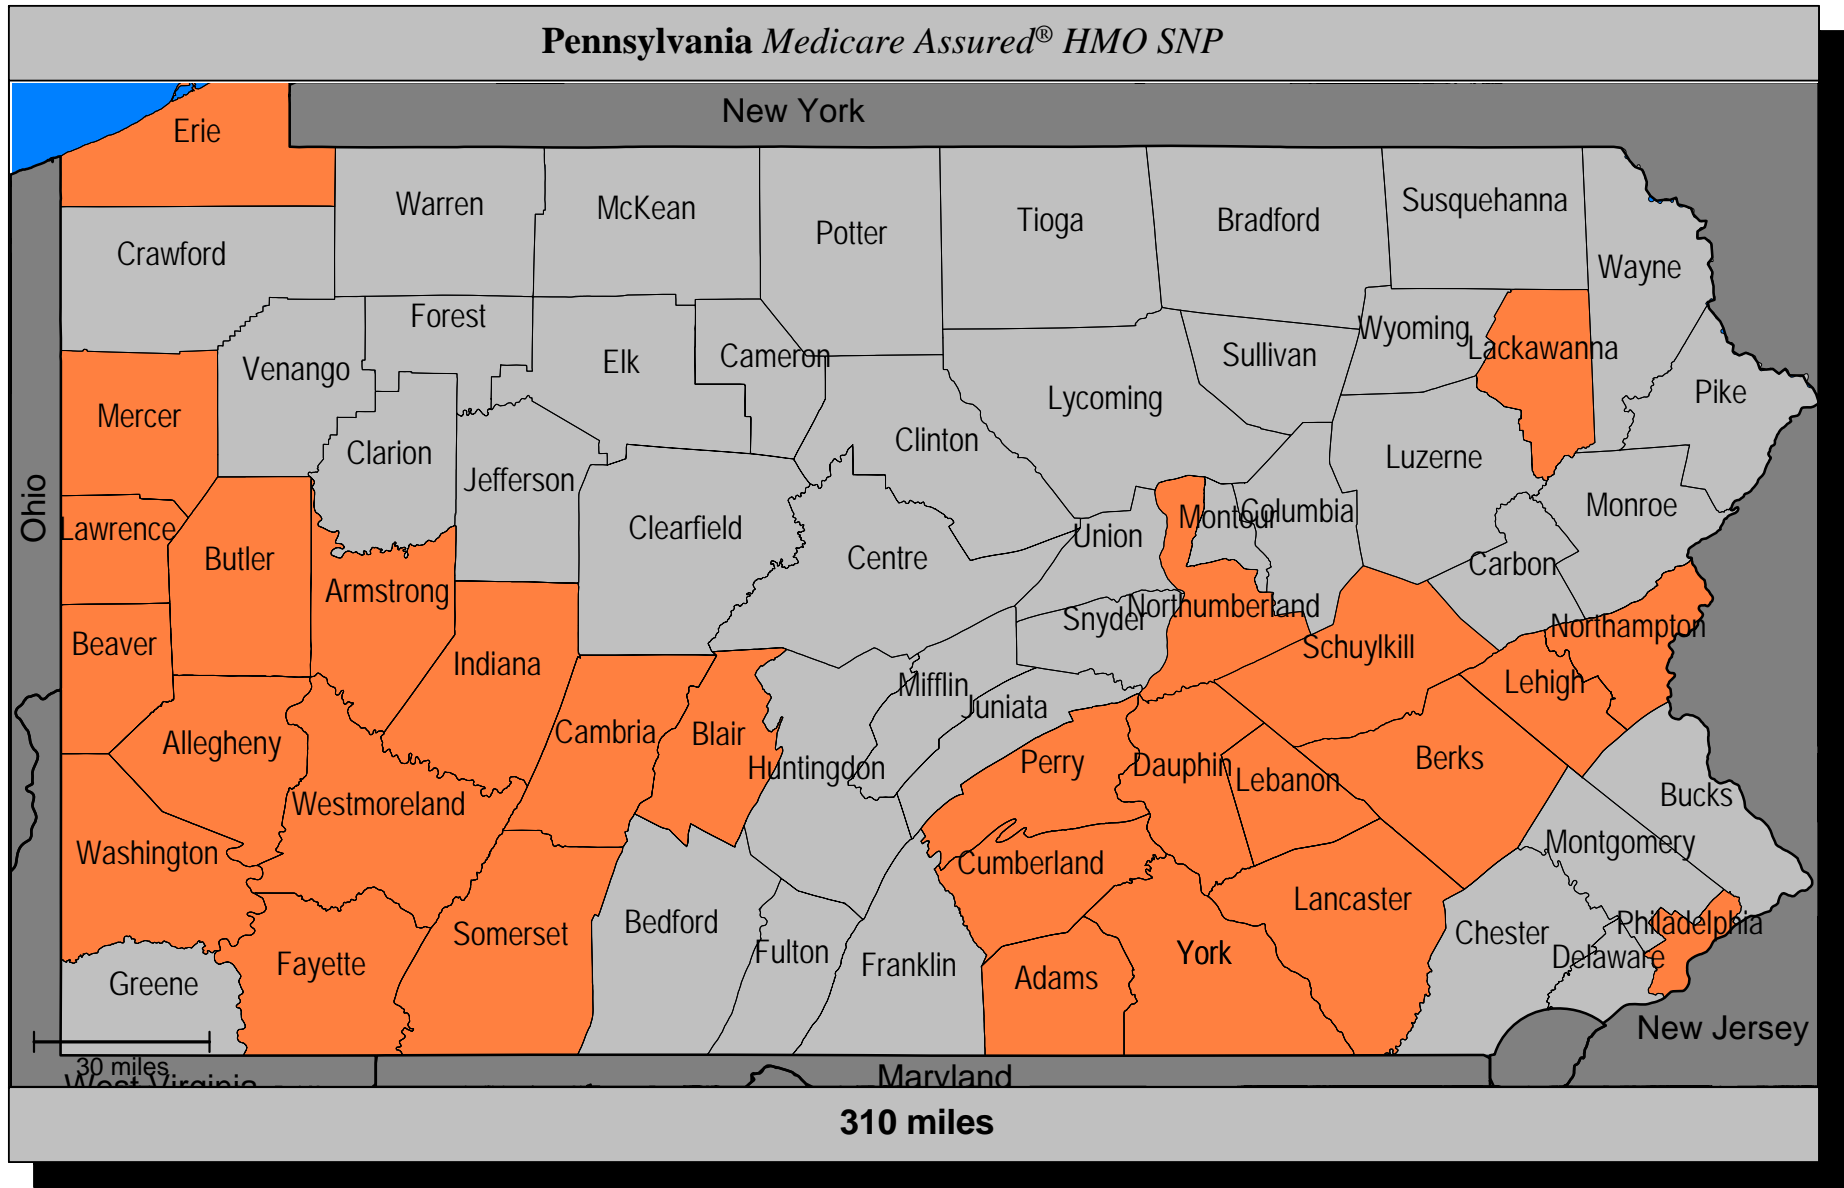 Pennsylvania Medicare Assured® HMO SNP
New York
Erie
Warren
McKean
Potter
Tioga
Bradford
Susquehanna
Crawford
Wayne
Forest
Venango
Elk
Cameron
Sullivan
Wyoming
Lackawanna
Mercer
Clarion
Jefferson
Clinton
Lycoming
Luzerne
Pike
Ohio
Lawrence
Butler
Clearfield
Centre
Union
Montour
Columbia
Monroe
Carbon
Armstrong
Beaver
Indiana
Snyder
Northumberland
Schuylkill
Northampton
Lehigh
Mifflin
Juniata
Allegheny
Cambria
Blair
Huntingdon
Perry
Dauphin
Lebanon
Berks
Bucks
Westmoreland
Washington
Cumberland
Montgomery
Lancaster
Somerset
Bedford
Fulton
Franklin
Adams
York
Chester
Philadelphia
Delaware
Fayette
Greene
New Jersey
30 miles
West Virginia
Maryland
310 miles